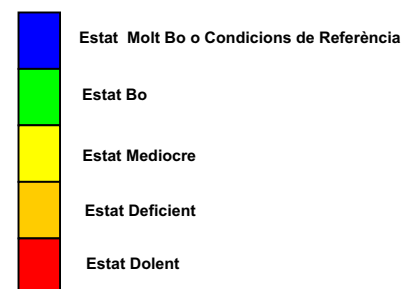 Estat Molt Bo o Condicions de Referència
Estat Bo
Estat Mediocre
Estat Deficient
Estat Dolent